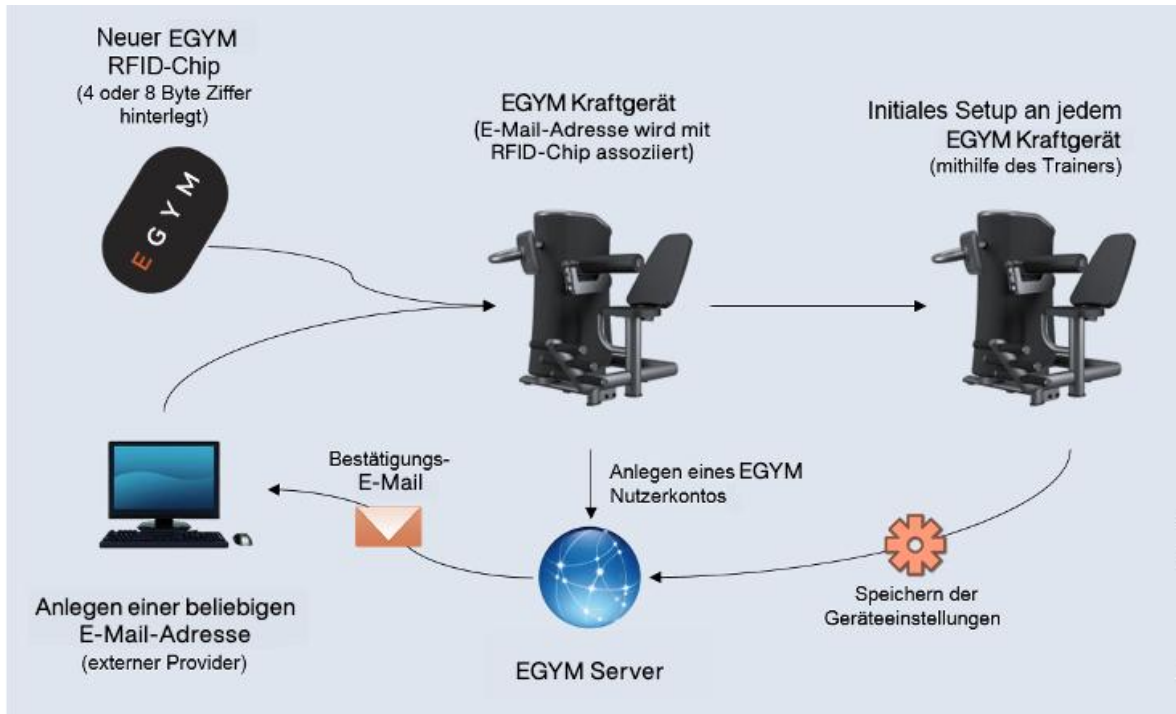 Neuer EGYM
RFID-Chip
(4 oder 8 Byte Ziffer
hinterlegt)
EGYM
EGYM Kraftgerät
(E-Mail-Adresse wird mit
RFID-Chip assoziiert)
Initiales Setup an jedem
EGYM Kraftgerät
(mithilfe des Trainers)
Bestätigungs-
E-Mail
Anlegen eines EGYM
Nutzerkontos
Speichern der
Geräteeinstellungen
Anlegen einer beliebigen
E-Mail-Adresse
(externer Provider)
EGYM Server